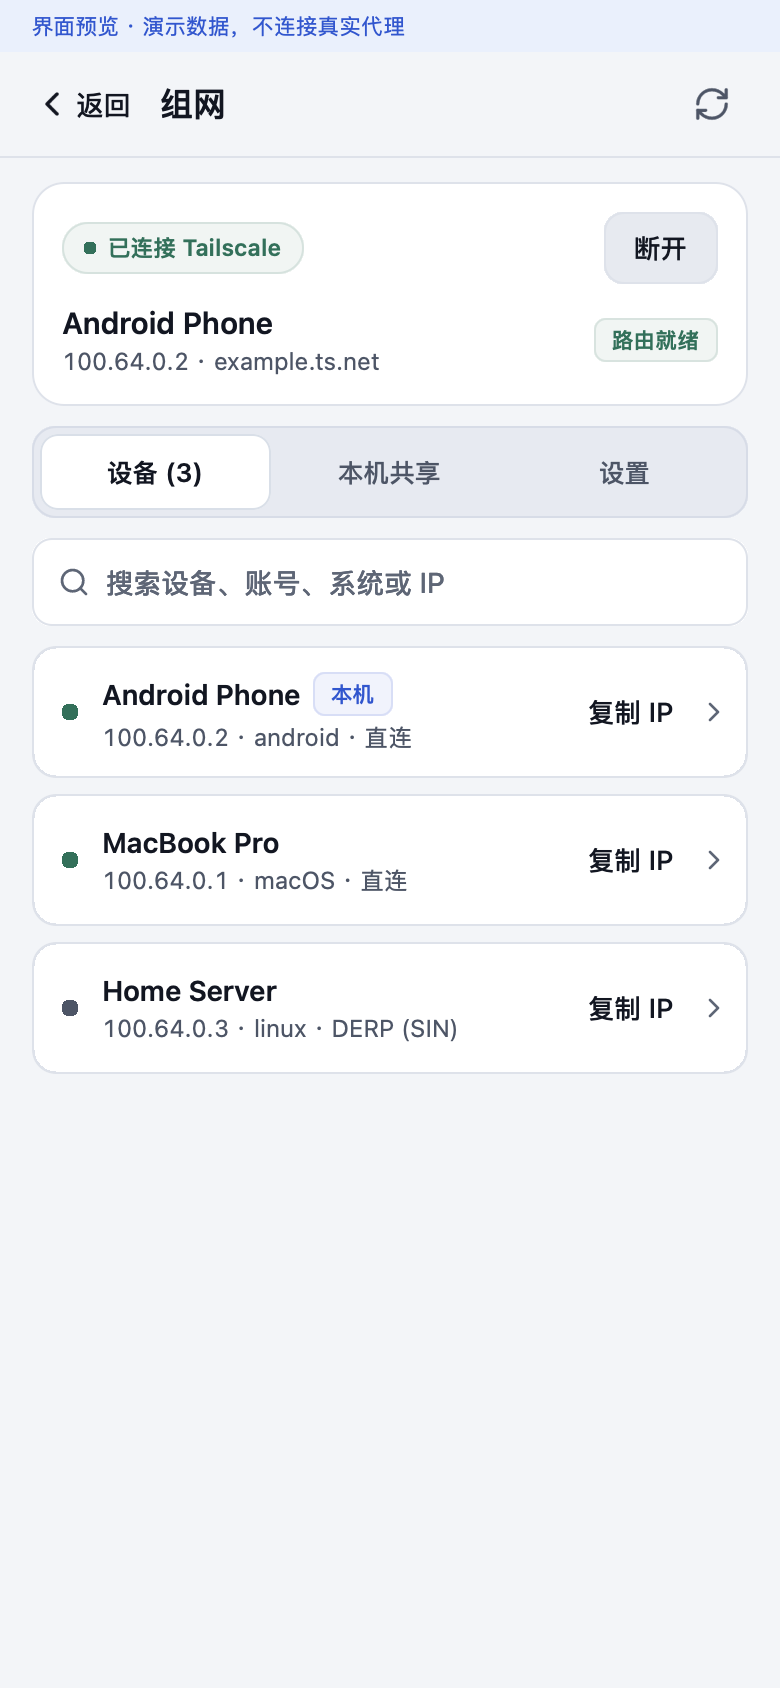 界面预览 · 演示数据，不连接真实代理
返回 组网
已连接 Tailscale
断开
Android Phone
100.64.0.2 · example.ts.net
路由就绪
设备 (3)
本机共享
设置
搜索设备、账号、系统或 IP
Android Phone 本机
100.64.0.2 · android · 直连
复制 IP
MacBook Pro
100.64.0.1 · macOS · 直连
复制 IP
Home Server
100.64.0.3 · linux · DERP (SIN)
复制 IP